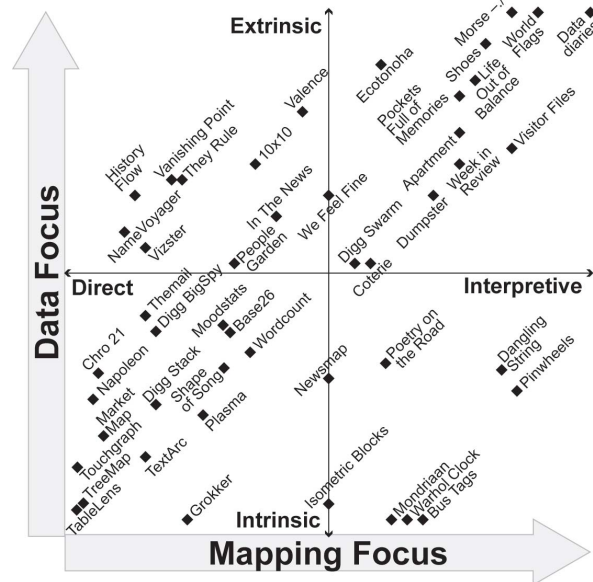 Extrinsic
Morse –./
World
Flags
Data
diaries
Shoes
Life
Out of
Balance
Ecotonoha
Pockets
Full of
Memories
Valence
Vanishing Point
They Rule
10x10
History
Flow
Apartment
Week in
Review
Visitor Files
Dumpster
In The News
We Feel Fine
NameVoyager
Vizster
People
Garden
Digg Swarm
Coterie
Data Focus
Direct
Interpretive
Themail
Digg BigSpy
Moodstats
Base26
Wordcount
Chro 21
Napoleon
Digg Stack
Shape
of Song
Newsmap
Poetry on
the Road
Dangling
String
Pinwheels
Market
Map
Plasma
Touchgraph
TextArc
TreeMap
TableLens
Grokker
Isometric Blocks
Mondriaan
Warhol Clock
Bus Tags
Intrinsic
Mapping Focus